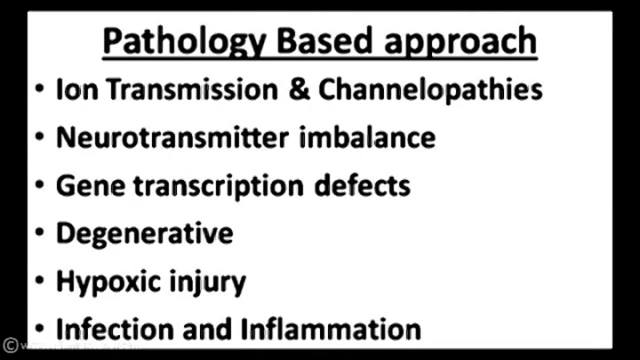 Pathology Based approach
• Ion Transmission & Channelopathies
• Neurotransmitter imbalance
• Gene transcription defects
• Degenerative
• Hypoxic injury
• Infection and Inflammation
©